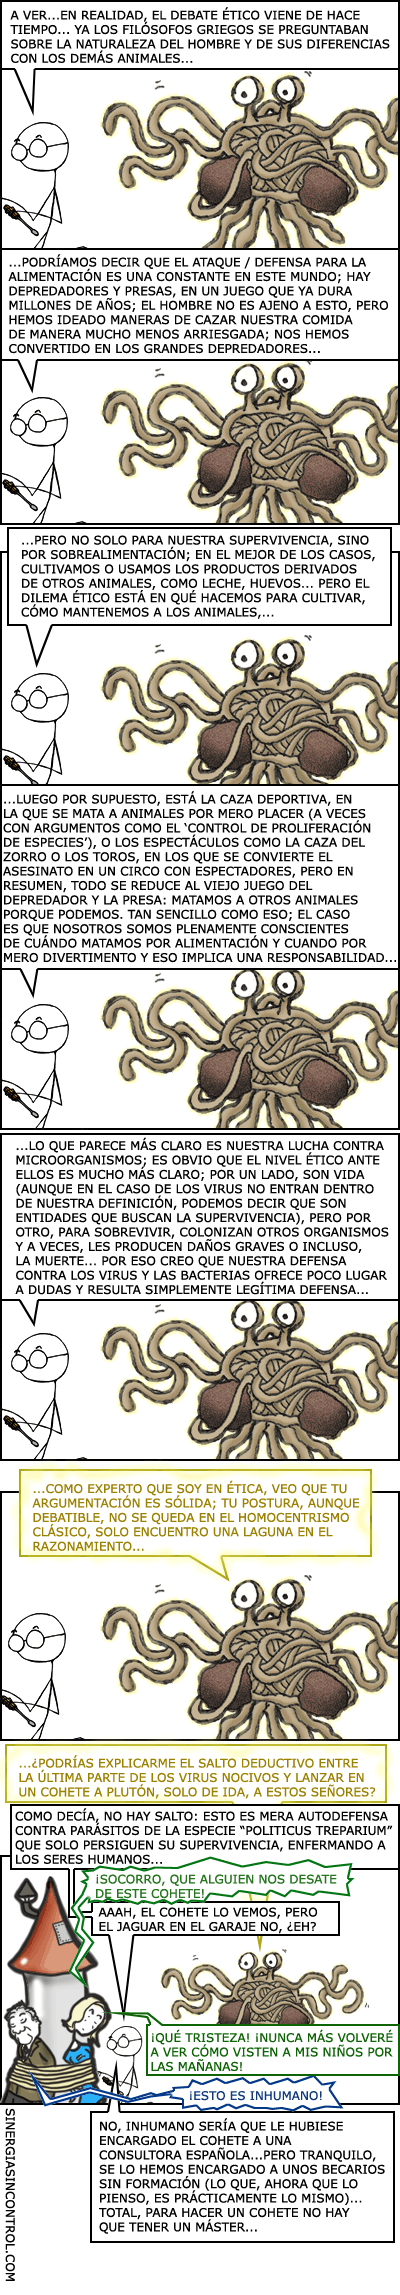 A VER...EN REALIDAD, EL DEBATE ÉTICO VIENE DE HACE
TIEMPO... YA LOS FILÓSOFOS GRIEGOS SE PREGUNTABAN
SOBRE LA NATURALEZA DEL HOMBRE Y DE SUS DIFERENCIAS
CON LOS DEMÁS ANIMALES...
...PODRÍAMOS DECIR QUE EL ATAQUE / DEFENSA PARA LA
ALIMENTACIÓN ES UNA CONSTANTE EN ESTE MUNDO; HAY
DEPREDADORES Y PRESAS, EN UN JUEGO QUE YA DURA
MILLONES DE AÑOS; EL HOMBRE NO ES AJENO A ESTO, PERO
HEMOS IDEADO MANERAS DE CAZAR NUESTRA COMIDA
DE MANERA MUCHO MENOS ARRIESGADA; NOS HEMOS
CONVERTIDO EN LOS GRANDES DEPREDADORES...
...PERO NO SOLO PARA NUESTRA SUPERVIVENCIA, SINO
POR SOBREALIMENTACIÓN; EN EL MEJOR DE LOS CASOS,
CULTIVAMOS O USAMOS LOS PRODUCTOS DERIVADOS
DE OTROS ANIMALES, COMO LECHE, HUEVOS... PERO EL
DILEMA ÉTICO ESTÁ EN QUÉ HACEMOS PARA CULTIVAR,
CÓMO MANTENEMOS A LOS ANIMALES,...
...LUEGO POR SUPUESTO, ESTÁ LA CAZA DEPORTIVA, EN
LA QUE SE MATA A ANIMALES POR MERO PLACER (A VECES
CON ARGUMENTOS COMO EL 'CONTROL DE PROLIFERACIÓN
DE ESPECIES'), O LOS ESPECTÁCULOS COMO LA CAZA DEL
ZORRO O LOS TOROS, EN LOS QUE SE CONVIERTE EL
ASESINATO EN UN CIRCO CON ESPECTADORES, PERO EN
RESUMEN, TODO SE REDUCE AL VIEJO JUEGO DEL
DEPREDADOR Y LA PRESA: MATAMOS A OTROS ANIMALES
PORQUE PODEMOS. TAN SENCILLO COMO ESO; EL CASO
ES QUE NOSOTROS SOMOS PLENAMENTE CONSCIENTES
DE CUÁNDO MATAMOS POR ALIMENTACIÓN Y CUANDO POR
MERO DIVERTIMENTO Y ESO IMPLICA UNA RESPONSABILIDAD...
...LO QUE PARECE MÁS CLARO ES NUESTRA LUCHA CONTRA
MICROORGANISMOS; ES OBVIO QUE EL NIVEL ÉTICO ANTE
ELLOS ES MUCHO MÁS CLARO; POR UN LADO, SON VIDA
(AUNQUE EN EL CASO DE LOS VIRUS NO ENTRAN DENTRO
DE NUESTRA DEFINICIÓN, PODEMOS DECIR QUE SON
ENTIDADES QUE BUSCAN LA SUPERVIVENCIA), PERO POR
OTRO, PARA SOBREVIVIR, COLONIZAN OTROS ORGANISMOS
Y A VECES, LES PRODUCEN DAÑOS GRAVES O INCLUSO,
LA MUERTE... POR ESO CREO QUE NUESTRA DEFENSA
CONTRA LOS VIRUS Y LAS BACTERIAS OFRECE POCO LUGAR
A DUDAS Y RESULTA SIMPLEMENTE LEGÍTIMA DEFENSA...
...COMO EXPERTO QUE SOY EN ÉTICA, VEO QUE TU
ARGUMENTACIÓN ES SÓLIDA; TU POSTURA, AUNQUE
DEBATIBLE, NO SE QUEDA EN EL HOMOCENTRISMO
CLÁSICO, SOLO ENCUENTRO UNA LAGUNA EN EL
RAZONAMIENTO...
...¿PODRÍAS EXPLICARME EL SALTO DEDUCTIVO ENTRE
LA ÚLTIMA PARTE DE LOS VIRUS NOCIVOS Y LANZAR EN
UN COHETE A PLUTÓN, SOLO DE IDA, A ESTOS SEÑORES?
COMO DECÍA, NO HAY SALTO: ESTO ES MERA AUTODEFENSA
CONTRA PARÁSITOS DE LA ESPECIE "POLITICUS TREPARIUM"
QUE SOLO PERSIGUEN SU SUPERVIVENCIA, ENFERMANDO A
LOS SERES HUMANOS...
¡SOCORRO, QUE ALGUIEN NOS DESATE
DE ESTE COHETE!
AAAH, EL COHETE LO VEMOS, PERO
EL JAGUAR EN EL GARAJE NO, ¿EH?
¡QUÉ TRISTEZA! ¡NUNCA MÁS VOLVERÉ
A VER CÓMO VISTEN A MIS NIÑOS POR
LAS MAÑANAS!
¡ESTO ES INHUMANO!
NO, INHUMANO SERÍA QUE LE HUBIESE
ENCARGADO EL COHETE A UNA
CONSULTORA ESPAÑOLA...PERO TRANQUILO,
SE LO HEMOS ENCARGADO A UNOS BECARIOS
SIN FORMACIÓN (LO QUE, AHORA QUE LO
PIENSO, ES PRÁCTICAMENTE LO MISMO)...
TOTAL, PARA HACER UN COHETE NO HAY
QUE TENER UN MÁSTER...
SINERGIASINCONTROL.COM